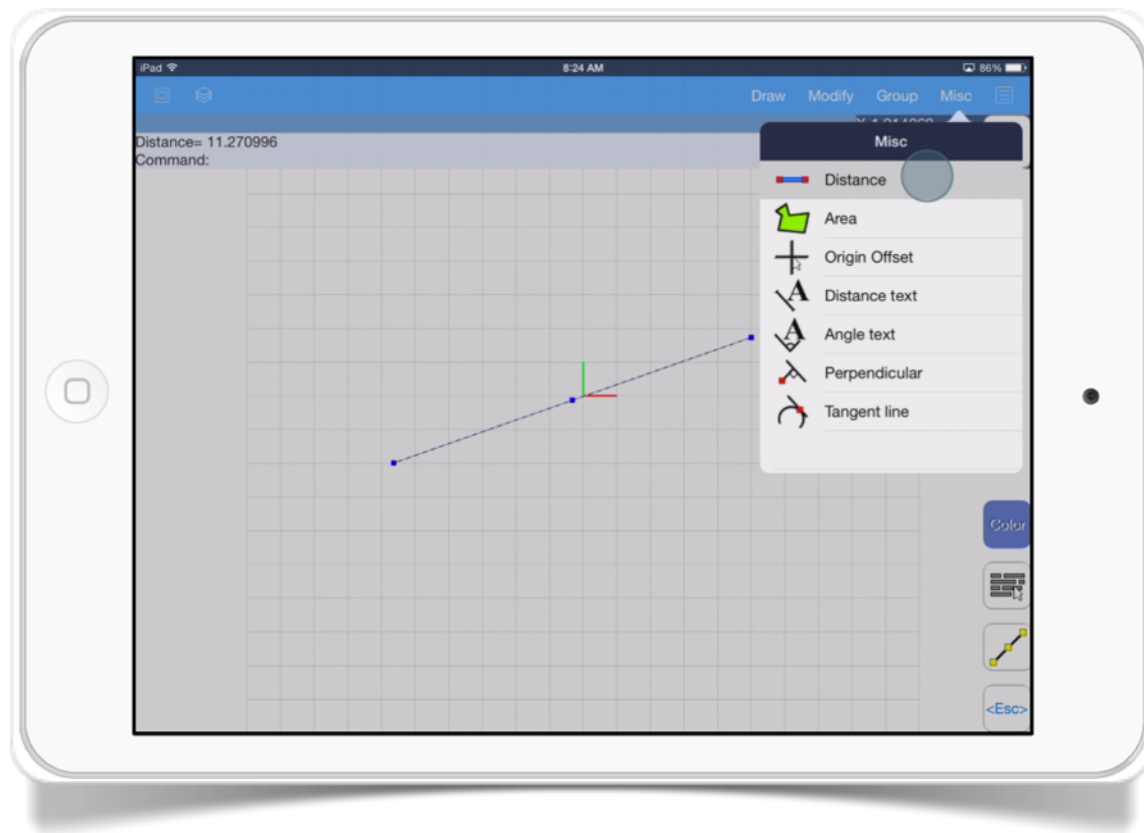 iPad 8:24 AM 86%
Draw Modify Group Misc
Distance= 11.270996
Command:
Misc
Distance
Area
Origin Offset
Distance text
A
Angle text
A
Perpendicular
Tangent line
Color
<Esc>